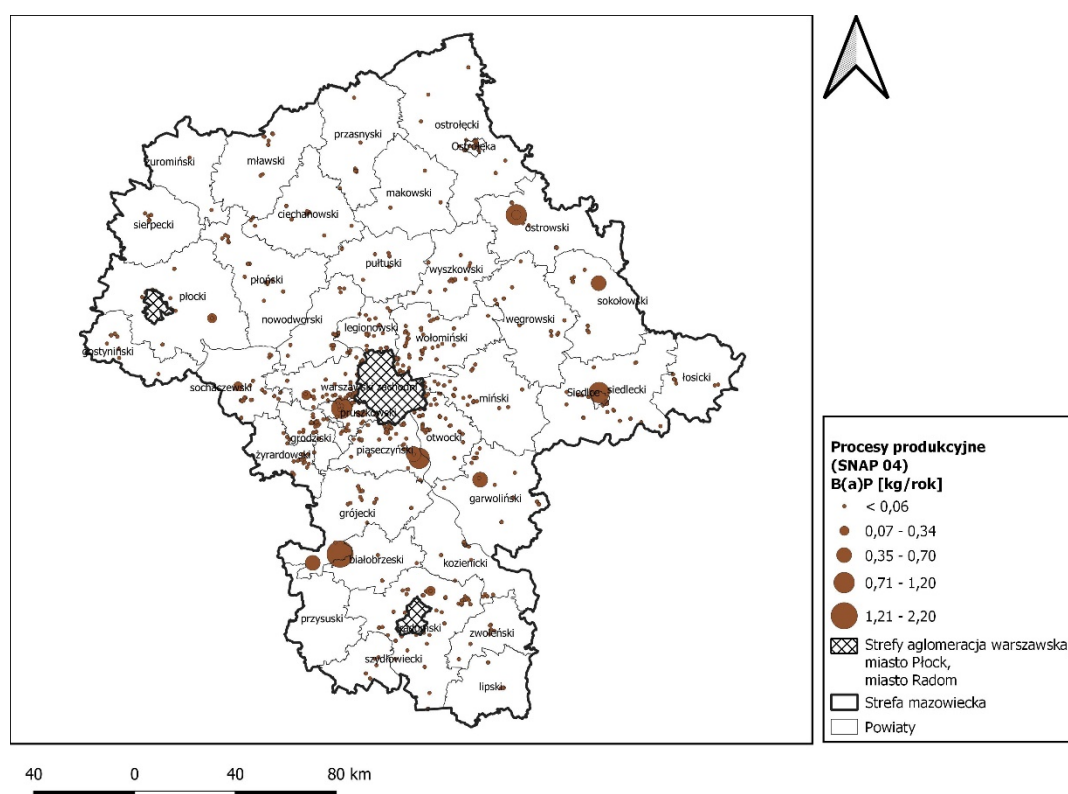 ostrołęcki
przasnyski
Ostrołęka
żuromiński
mławski
makowski
ciechanowski
sierpecki
ostrowski
pułtuski
wyszkowski
płoński
płocki
sokołowski
nowodworski
legionowski
węgrowski
wołomiński
gostyniński
sochaczewski
warszawski zachodni
łosicki
Siedlce
siedlecki
miński
pruszkowski
grodziski
otwocki
żyrardowski
piaseczyński
garwoliński
grójecki
białobrzeski
kozienicki
przysuski
radomski
zwoleński
szydłowiecki
lipski
Procesy produkcyjne
(SNAP 04)
B(a)P [kg/rok]
< 0,06
0,07 - 0,34
0,35 - 0,70
0,71 - 1,20
1,21 - 2,20
Strefy aglomeracja warszawska
miasto Płock,
miasto Radom
Strefa mazowiecka
Powiaty
40 0 40 80 km